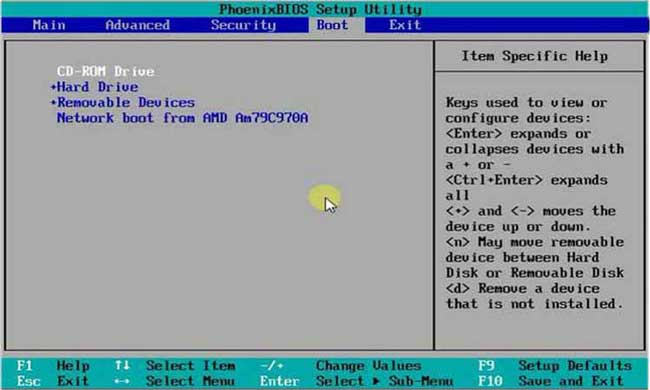 PhoenixBIOS Setup Utility
Main Advanced Security Boot Exit
CD-ROM Drive
+Hard Drive
+Removable Devices
Network boot from AMD Am79C970A
Item Specific Help
Keys used to view or
configure devices:
<Enter> expands or
collapses devices with
a + or -
<Ctrl+Enter> expands
all
<+> and <-> moves the
device up or down.
<n> May move removable
device between Hard
Disk or Removable Disk
<d> Remove a device
that is not installed.
F1 Help ↑↓ Select Item -/+ Change Values F9 Setup Defaults
Esc Exit ↔ Select Menu Enter Select ▶ Sub-Menu F10 Save and Exit